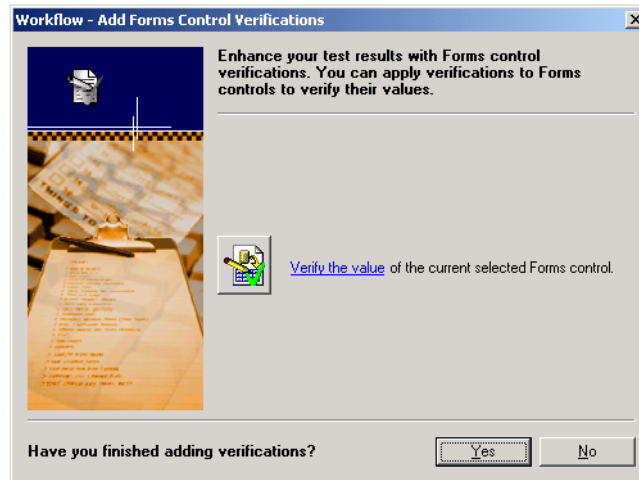 Workflow - Add Forms Control Verifications
Enhance your test results with Forms control
verifications. You can apply verifications to Forms
controls to verify their values.
THINGS TO
Verify the value of the current selected Forms control.
Have you finished adding verifications?
Yes
No